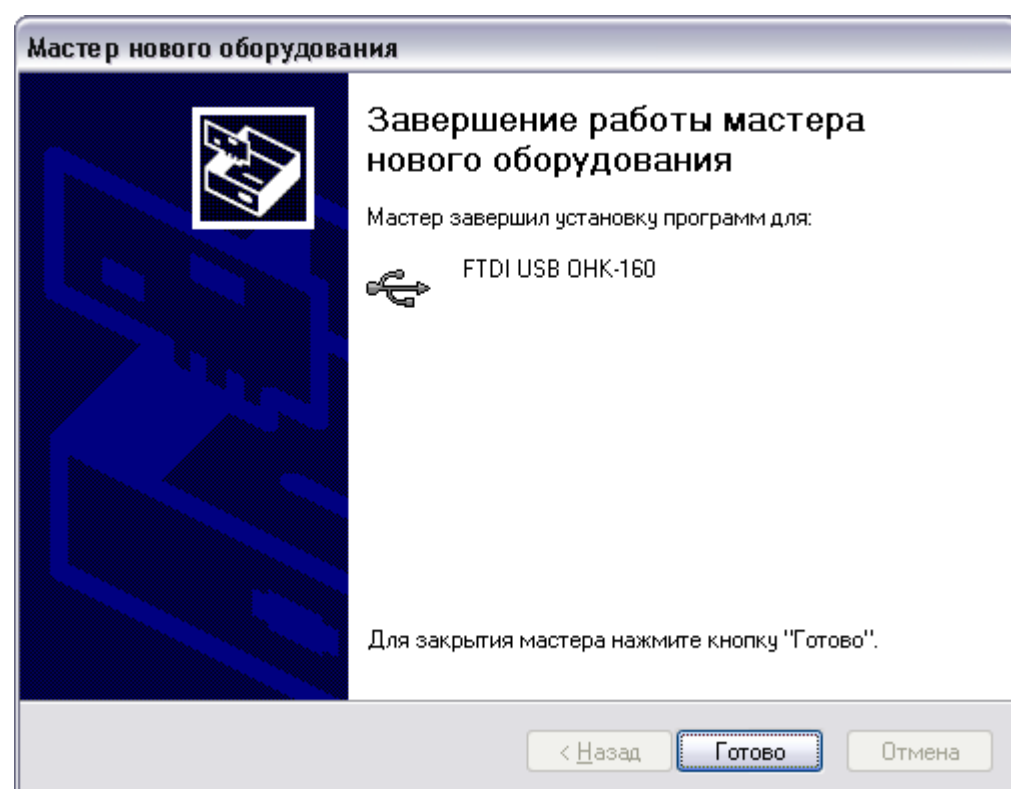 Мастер нового оборудования
Завершение работы мастера
нового оборудования
Мастер завершил установку программ для:
FTDI USB ОНК-160
Для закрытия мастера нажмите кнопку "Готово".
< Назад
Готово
Отмена